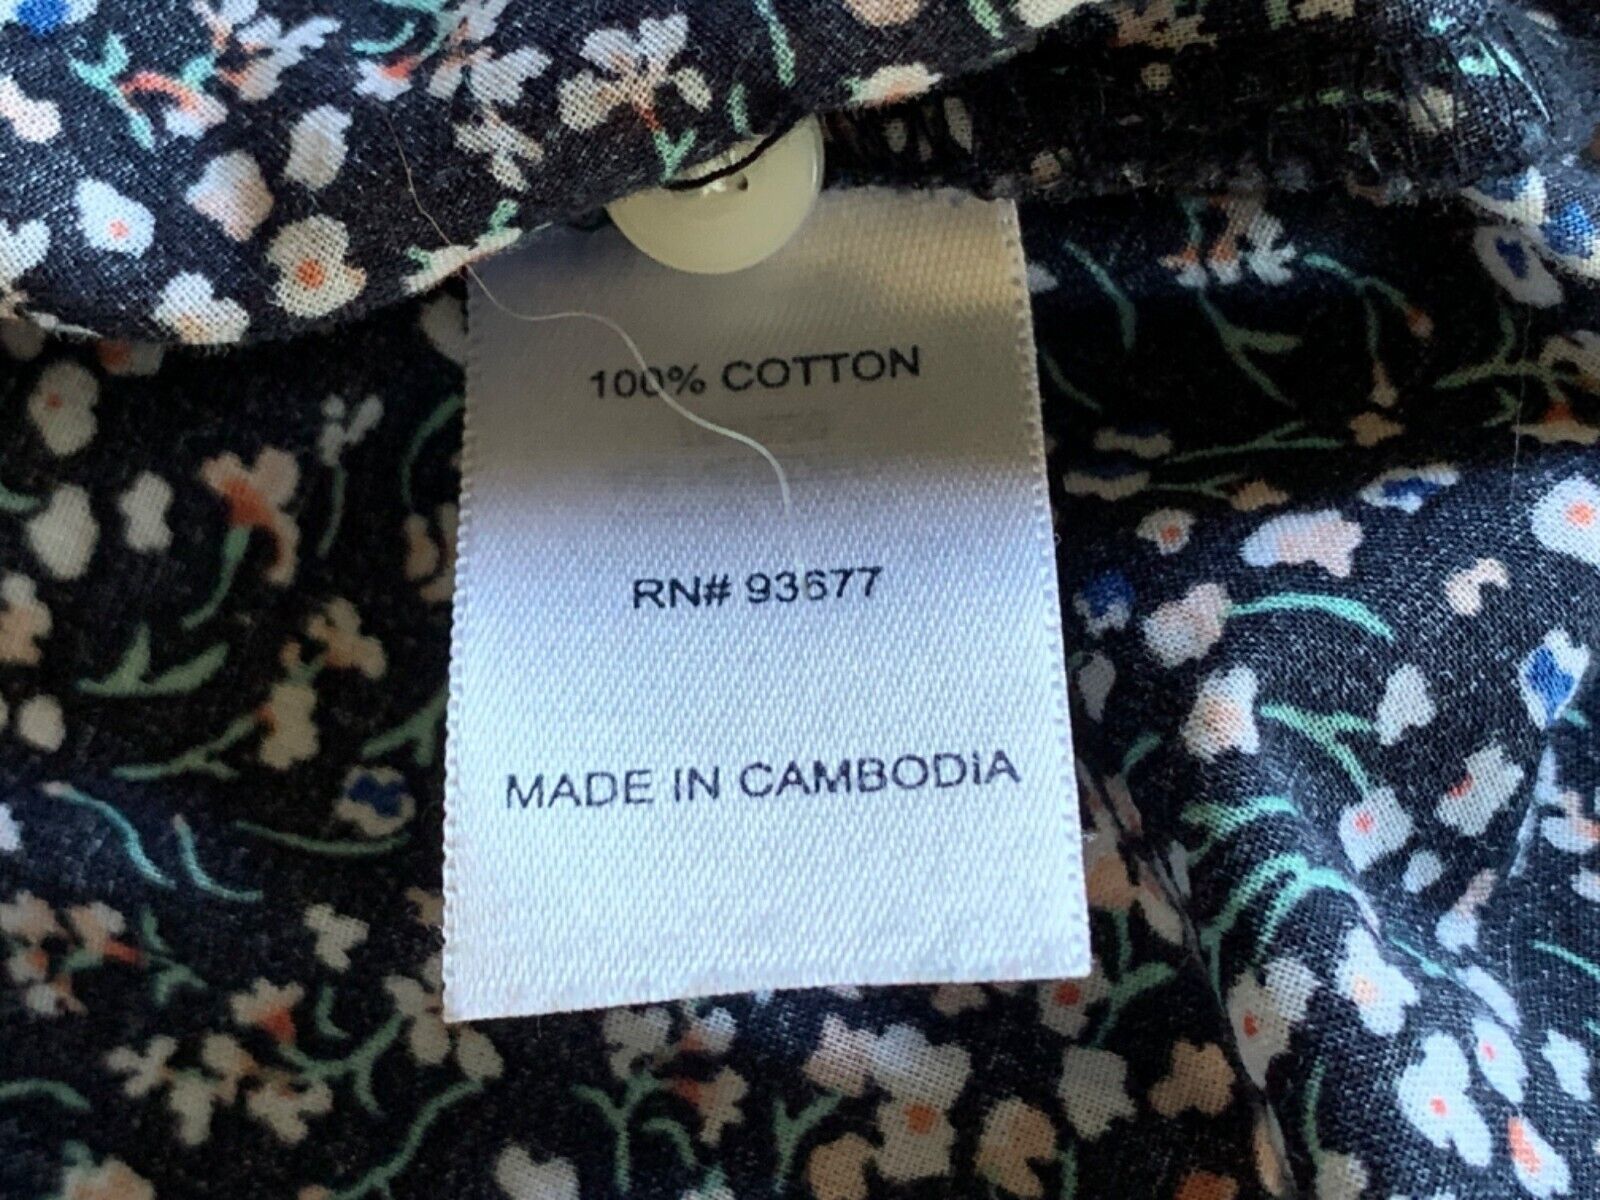 100% COTTON
RN# 93677
MADE IN CAMBODiA